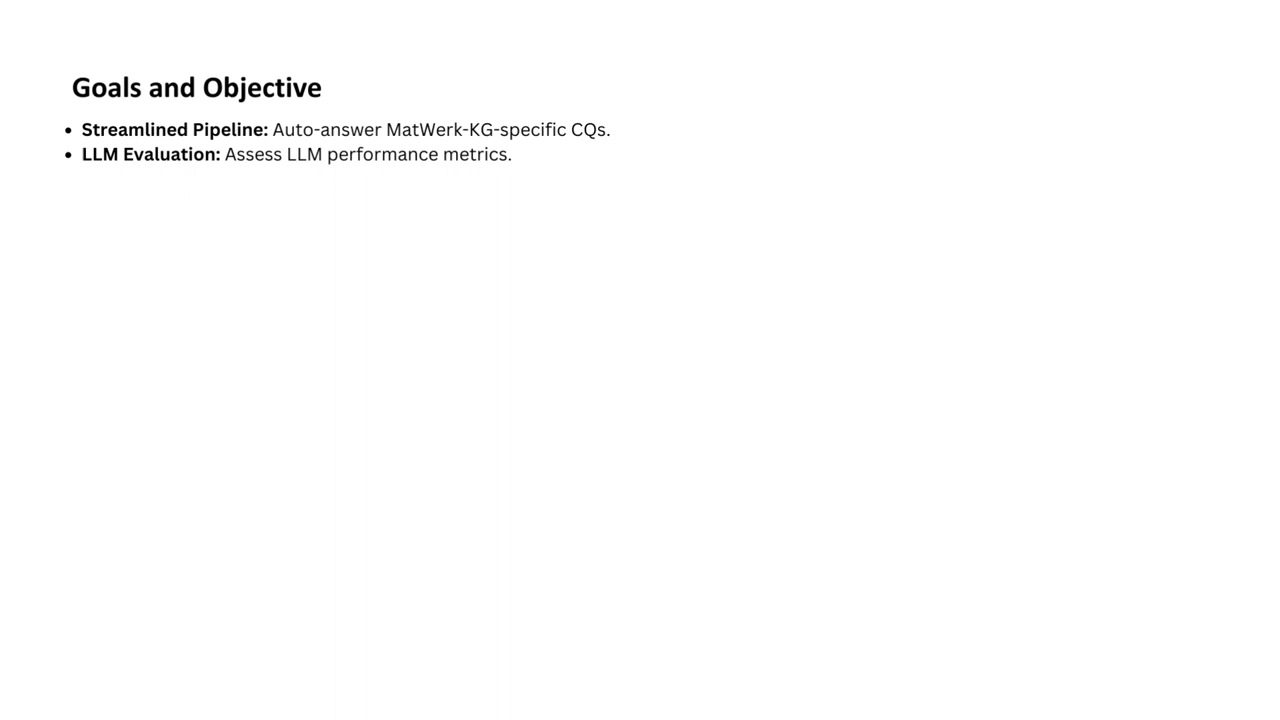 Goals and Objective
• Streamlined Pipeline: Auto-answer MatWerk-KG-specific CQs.
• LLM Evaluation: Assess LLM performance metrics.